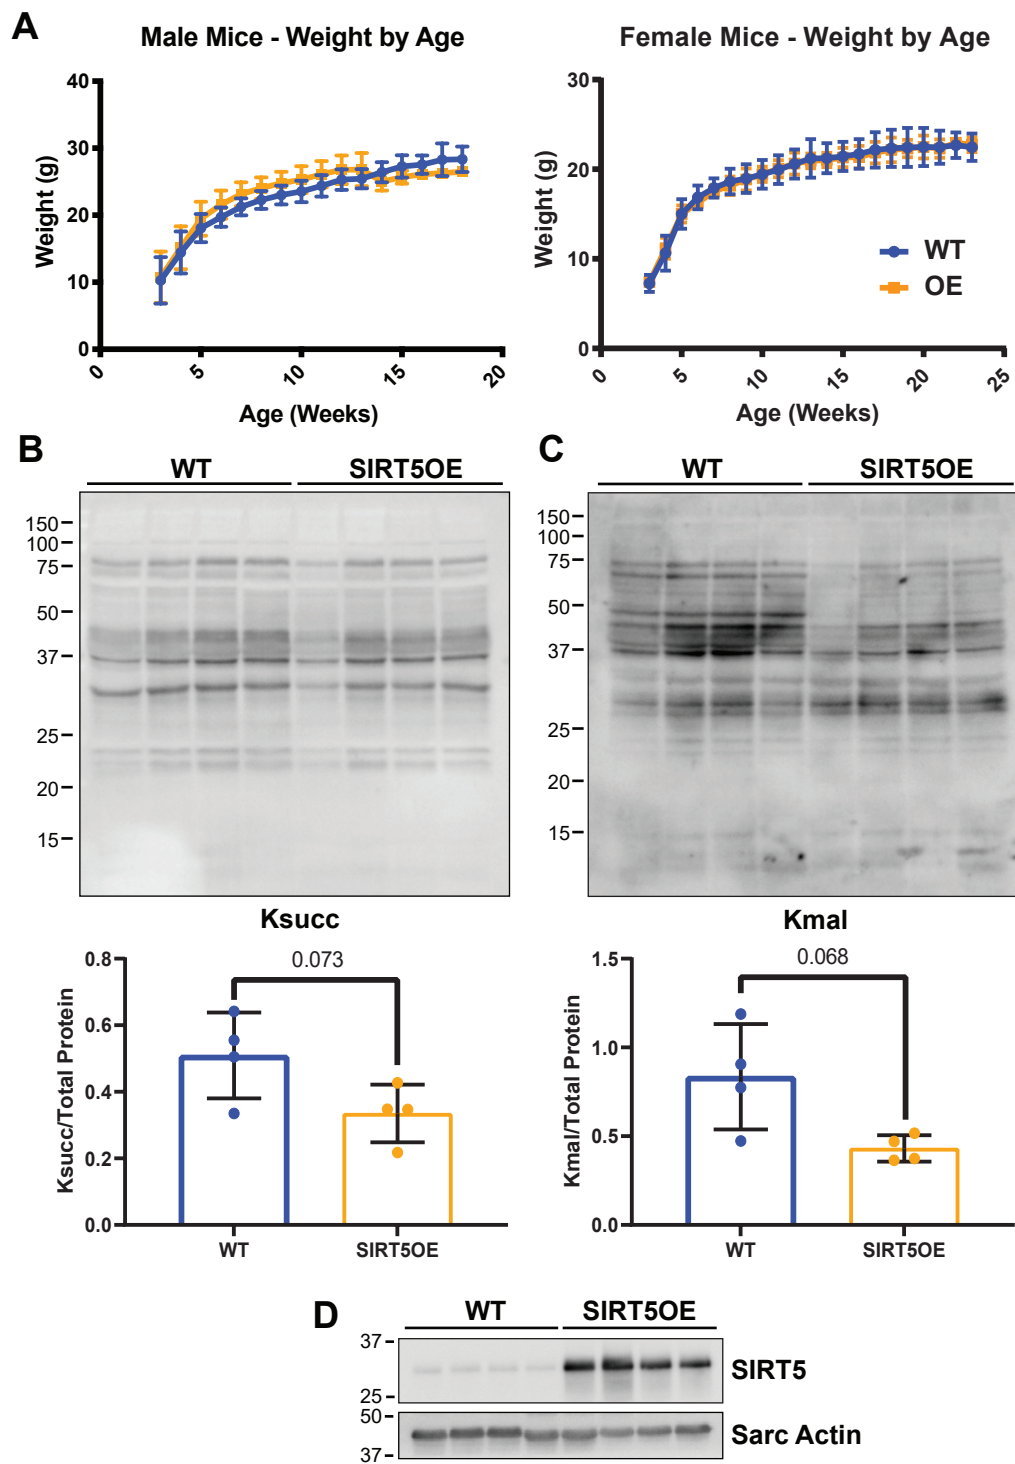 A
Male Mice - Weight by Age
Female Mice - Weight by Age
40
30
20
10
0
Weight (g)
0
5
10
15
20
Age (Weeks)
30
20
10
0
Weight (g)
0
5
10
15
20
25
Age (Weeks)
WT
OE
B
WT
SIRT5OE
150
100
75
50
37
25
20
15
C
WT
SIRT5OE
150
100
75
50
37
25
20
15
Ksucc
0.073
0.8
0.6
0.4
0.2
0.0
Ksucc/Total Protein
WT
SIRT5OE
Kmal
0.068
1.5
1.0
0.5
0.0
Kmal/Total Protein
WT
SIRT5OE
D
WT
SIRT5OE
37
25
SIRT5
50
37
Sarc Actin